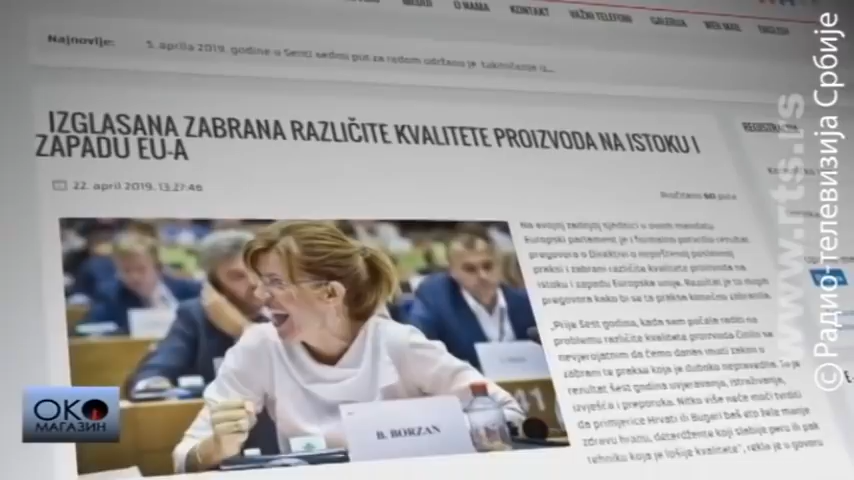 O NAMA KONTAKT VAŽNI TELEFONI GALERIJA WEB MAIL ENGLISH
Najnovije: 5. aprila 2019. godine u Senti sedmi put za redom održano je takmičenje u...
IZGLASANA ZABRANA RAZLIČITE KVALITETE PROIZVODA NA ISTOKU I
ZAPADU EU-A
22. april 2019, 13:27:46
Pročitano puta
Na svojoj zadnjoj sjednici u ovom mandatu
Europski parlament je i formalno potvrdio rezultat
pregovora o Direktivi o nepoštenoj poslovnoj
praksi i zabrani različite kvalitete proizvoda na
istoku i zapadu Europske unije. Rezultat je to mojih
pregovora kako bi se ta praksa konačno zabranila.
„Prije šest godina, kada sam počela raditi na
problemu različite kvalitete proizvoda činilo se
nevjerojatnim da ćemo danas imati zakon o
zabrani te prakse koja je duboko nepravedna. To je
rezultat šest godina uvjeravanja, istraživanja,
izvješća i preporuka. Nitko više neće moći tvrditi
da primjerice Hrvati ili Bugari baš eto žele manje
zdravu hranu, deterdžente koji slabije peru ili pak
tehniku koja je lošije kvalitete", rekla je u govoru
B. BORZAN
ОКО
МАГАЗИН
www.rts.rs
© Радио-телевизија Србије